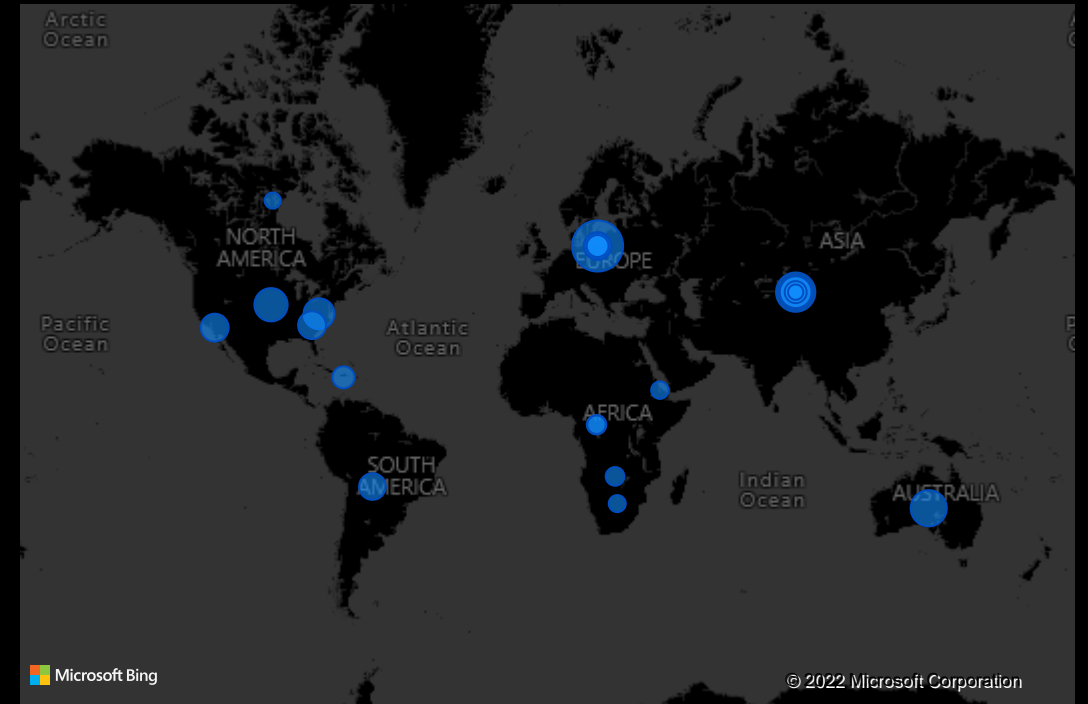 Arctic
Ocean
NORTH
AMERICA
EUROPE
ASIA
Pacific
Ocean
Atlantic
Ocean
AFRICA
SOUTH
AMERICA
Indian
Ocean
AUSTRALIA
Microsoft Bing
© 2022 Microsoft Corporation